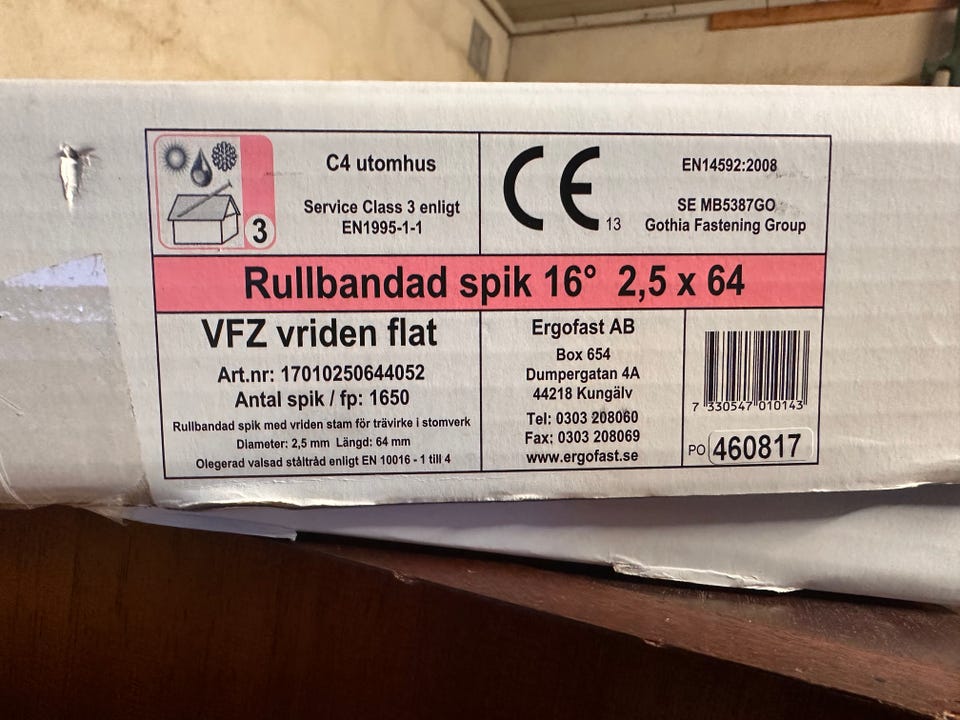 C4 utomhus
Service Class 3 enligt
EN1995-1-1
3
CE
13
EN14592:2008
SE MB5387GO
Gothia Fastening Group
Rullbandad spik 16° 2,5 x 64
VFZ vriden flat
Art.nr: 17010250644052
Antal spik / fp: 1650
Rullbandad spik med vriden stam för trävirke i stomverk
Diameter: 2,5 mm Längd: 64 mm
Olegerad valsad ståltråd enligt EN 10016 - 1 till 4
Ergofast AB
Box 654
Dumpergatan 4A
44218 Kungälv
Tel: 0303 208060
Fax: 0303 208069
www.ergofast.se
7 330547 010143
PO 460817